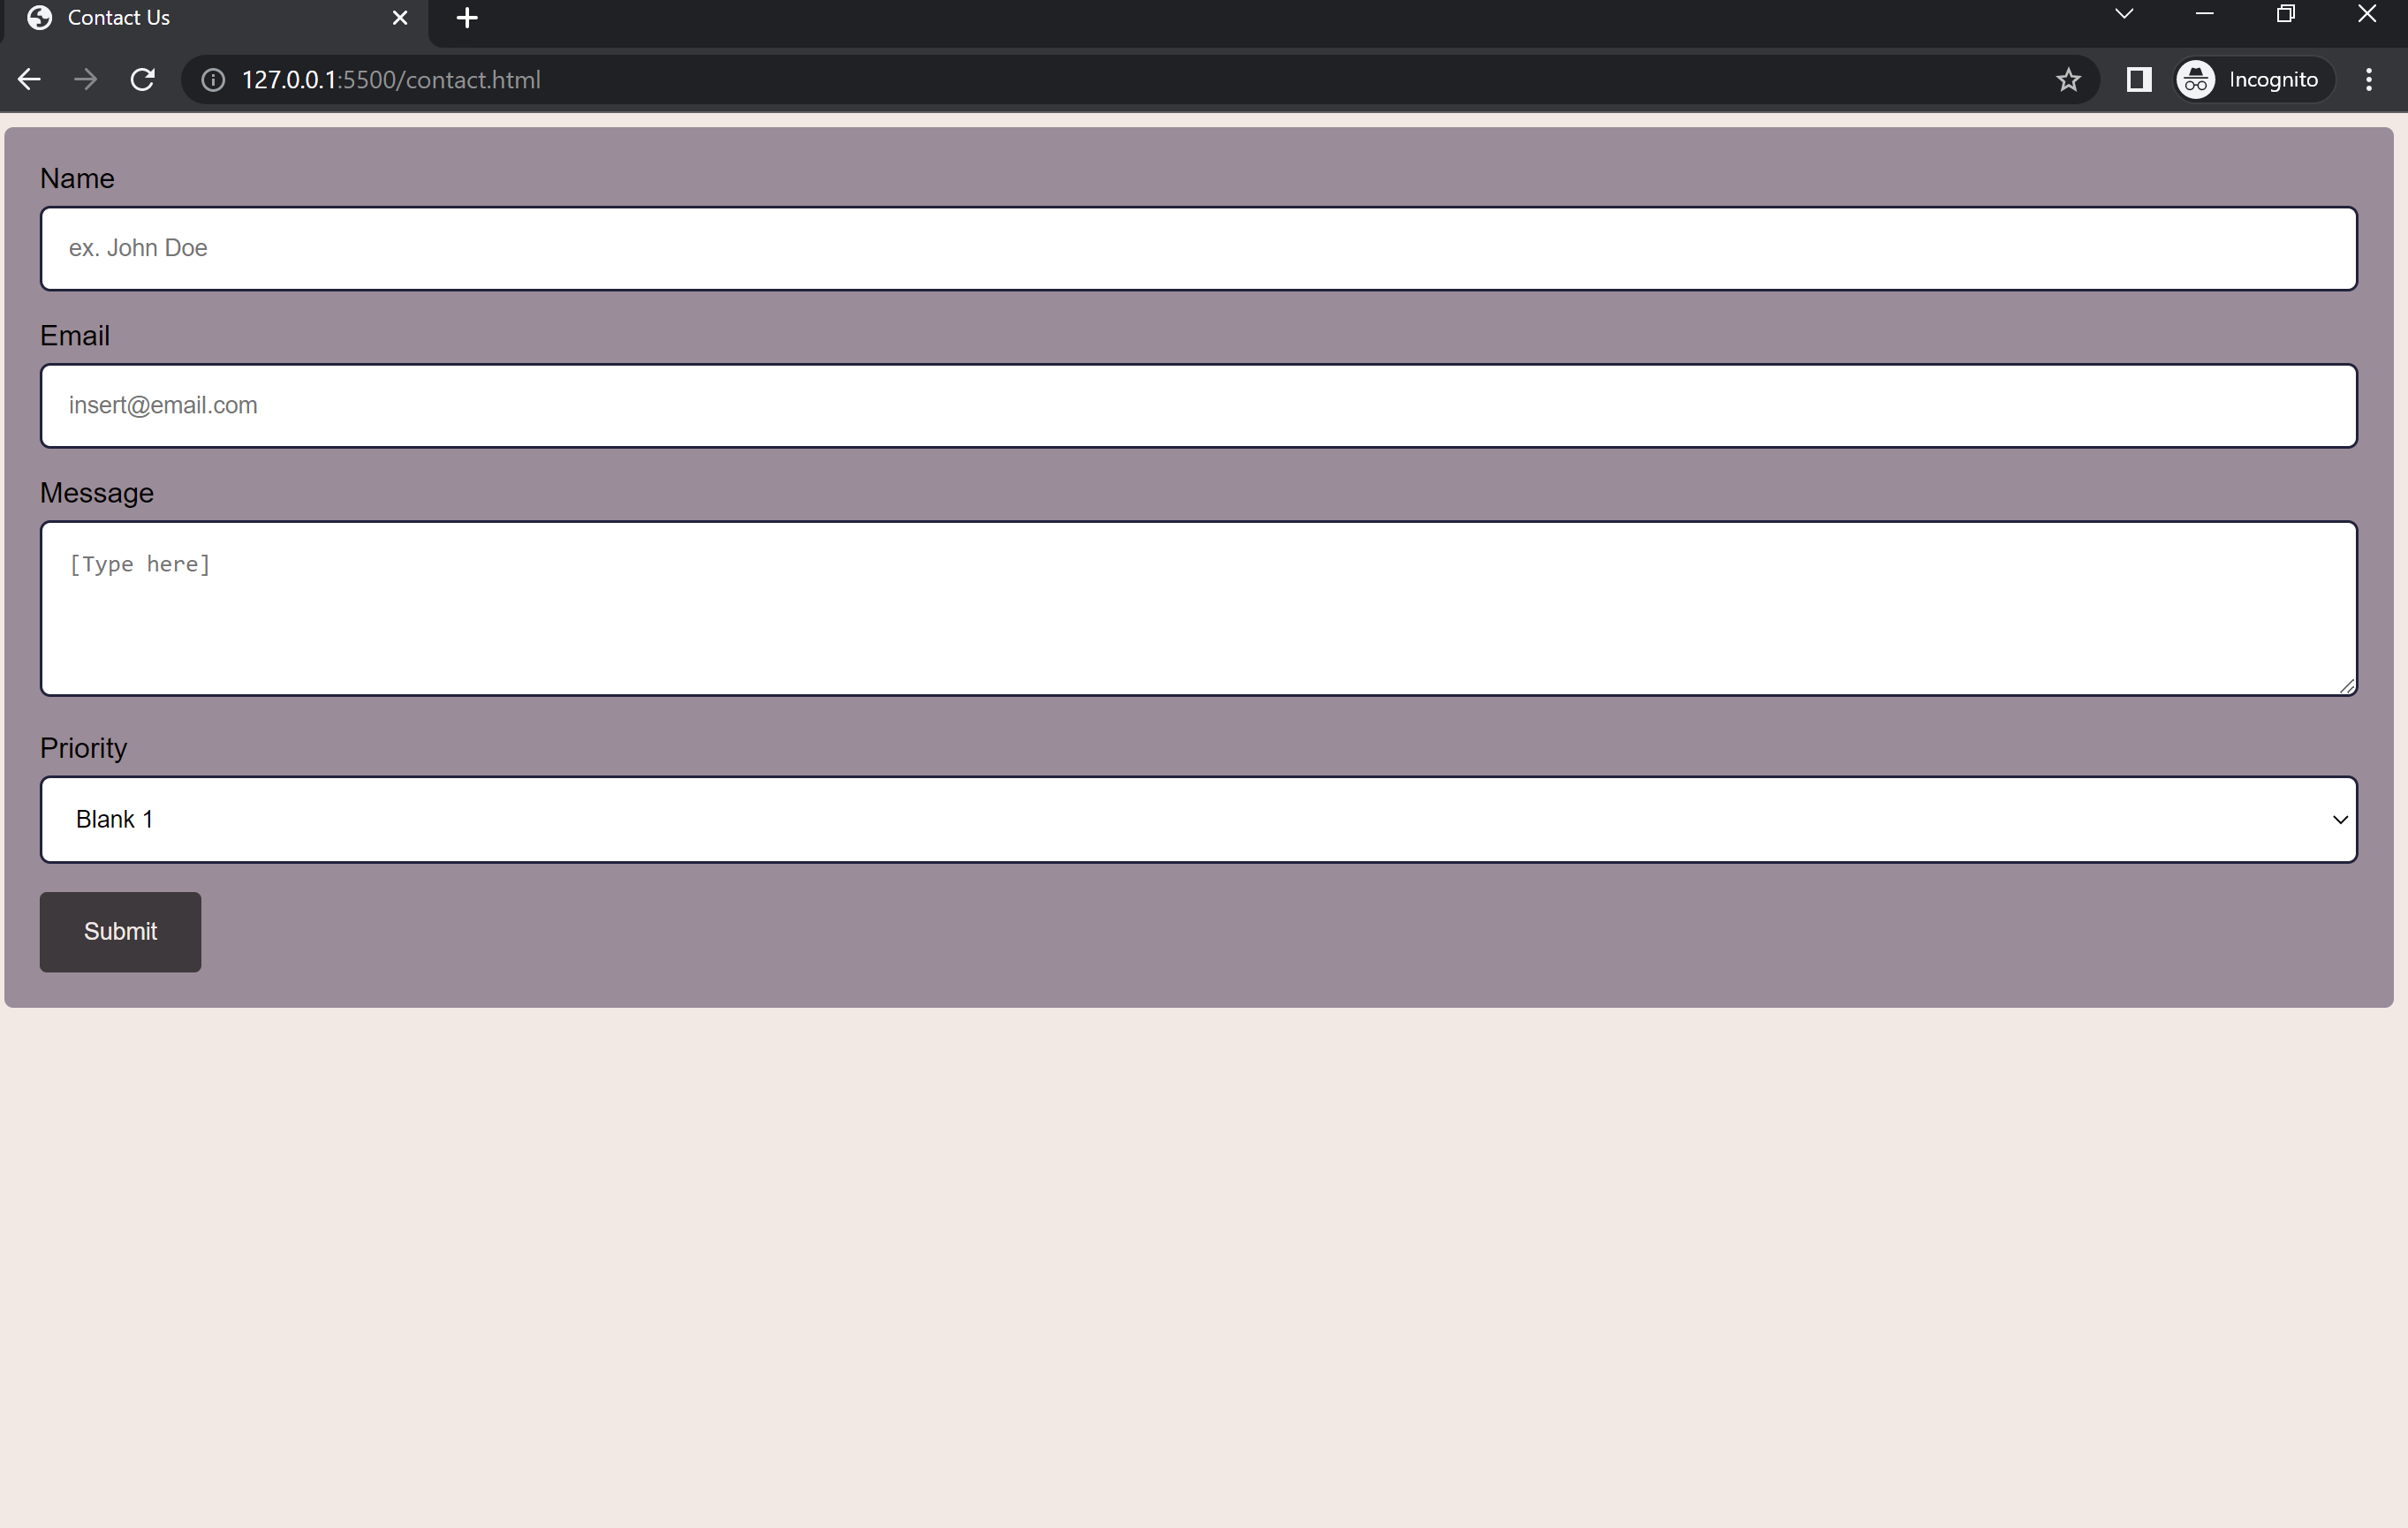 Contact Us
127.0.0.1:5500/contact.html
Incognito
Name
ex. John Doe
Email
insert@email.com
Message
[Type here]
Priority
Blank 1
Submit